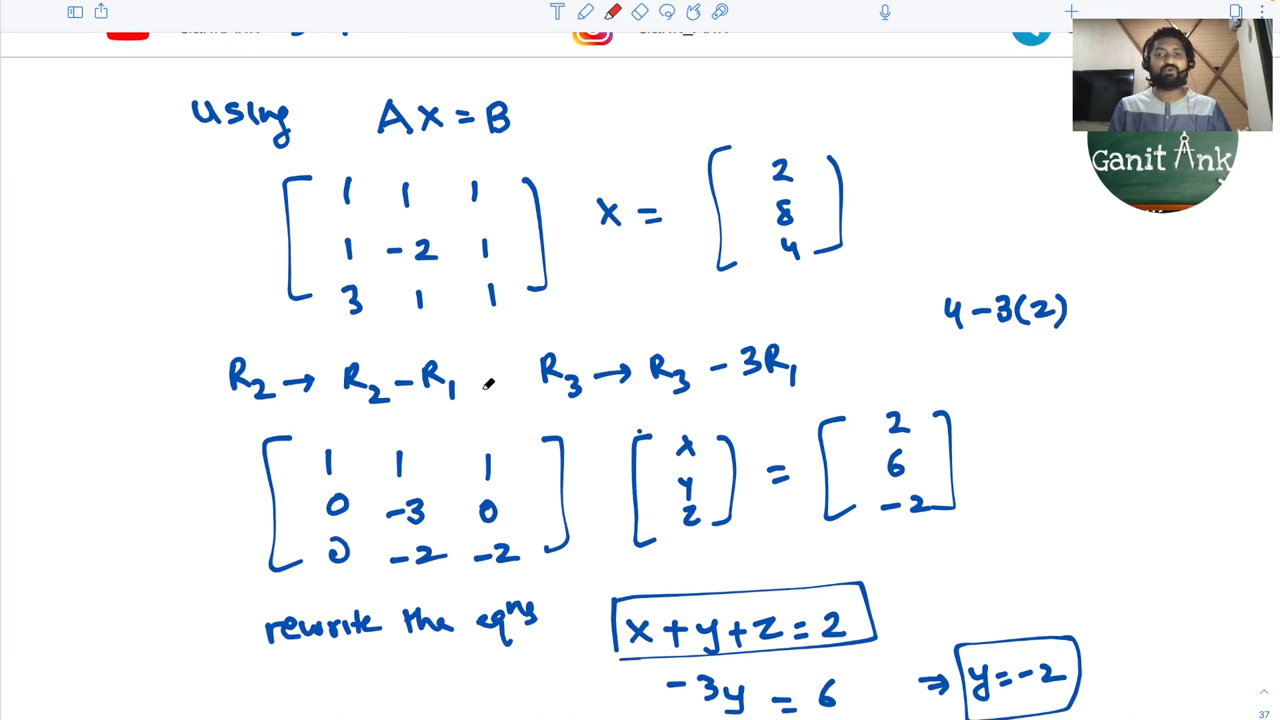 using AX = B
[ 1 1 1 ] [ 2 ]
[ 1 -2 1 ] X = [ 8 ]
[ 3 1 1 ] [ 4 ]
4 - 3(2)
R2 → R2 - R1 R3 → R3 - 3R1
[ 1 1 1 ] [ x ] [ 2 ]
[ 0 -3 0 ] [ y ] = [ 6 ]
[ 0 -2 -2 ] [ z ] [ -2 ]
rewrite the eqns x + y + z = 2
-3y = 6 ⇒ y = -2
Ganit Ank
37